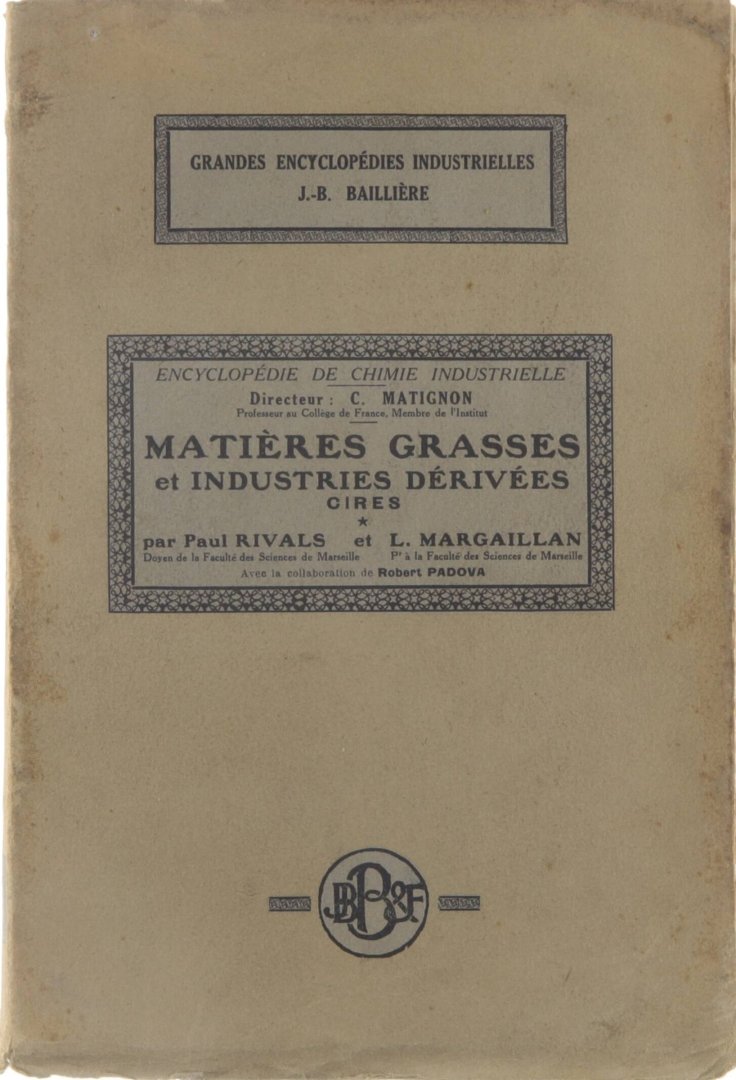 GRANDES ENCYCLOPÉDIES INDUSTRIELLES
J.-B. BAILLIÈRE
ENCYCLOPÉDIE DE CHIMIE INDUSTRIELLE
Directeur : C. MATIGNON
Professeur au Collège de France, Membre de l'Institut
MATIÈRES GRASSES
et INDUSTRIES DÉRIVÉES
CIRES
★
par Paul RIVALS et L. MARGAILLAN
Doyen de la Faculté des Sciences de Marseille Pr à la Faculté des Sciences de Marseille
Avec la collaboration de Robert PADOVA
JBB&F